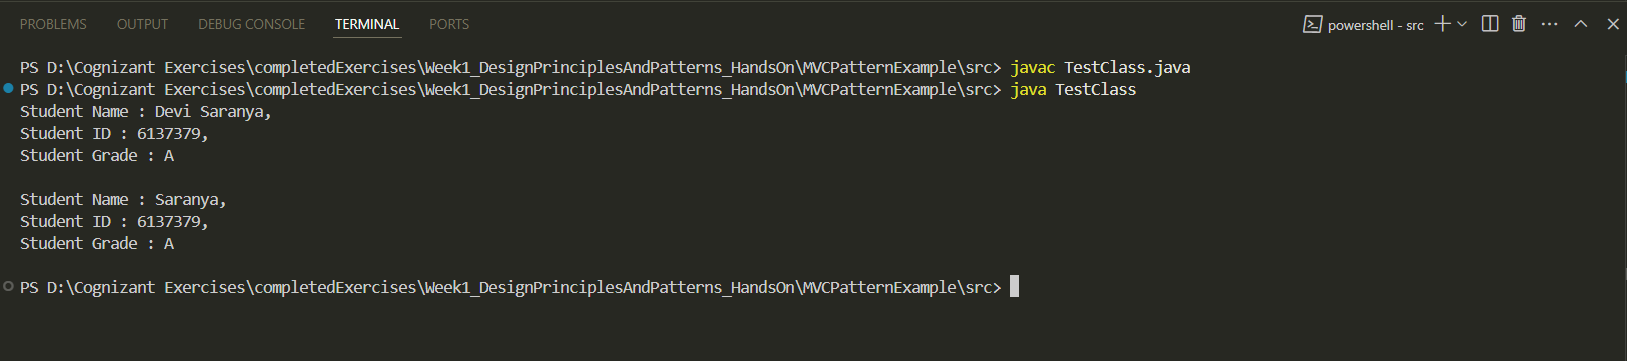 PROBLEMS OUTPUT DEBUG CONSOLE TERMINAL PORTS powershell - src
PS D:\Cognizant Exercises\completedExercises\Week1_DesignPrinciplesAndPatterns_HandsOn\MVCPatternExample\src> javac TestClass.java
PS D:\Cognizant Exercises\completedExercises\Week1_DesignPrinciplesAndPatterns_HandsOn\MVCPatternExample\src> java TestClass
Student Name : Devi Saranya,
Student ID : 6137379,
Student Grade : A
Student Name : Saranya,
Student ID : 6137379,
Student Grade : A
PS D:\Cognizant Exercises\completedExercises\Week1_DesignPrinciplesAndPatterns_HandsOn\MVCPatternExample\src>